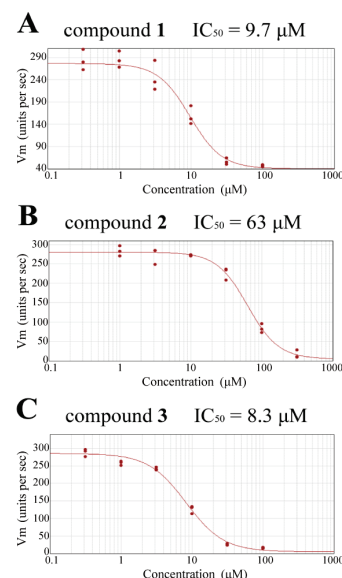 A compound 1 IC50 = 9.7 μM
290
240
190
140
90
40
Vm (units per sec)
0.1 1 10 100 1000
Concentration (μM)
B compound 2 IC50 = 63 μM
300
250
200
150
100
50
0
Vm (units per sec)
0.1 1 10 100 1000
Concentration (μM)
C compound 3 IC50 = 8.3 μM
300
250
200
150
100
50
0
Vm (units per sec)
0.1 1 10 100 1000
Concentration (μM)